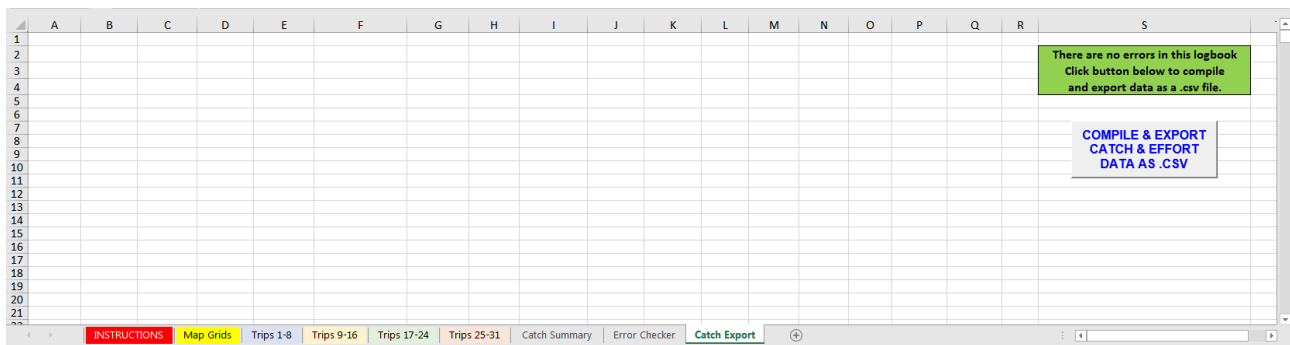 A B C D E F G H I J K L M N O P Q R S
1
2
3
4
5
6
7
8
9
10
11
12
13
14
15
16
17
18
19
20
21
There are no errors in this logbook
Click button below to compile
and export data as a .csv file.
COMPILE & EXPORT
CATCH & EFFORT
DATA AS .CSV
INSTRUCTIONS Map Grids Trips 1-8 Trips 9-16 Trips 17-24 Trips 25-31 Catch Summary Error Checker Catch Export